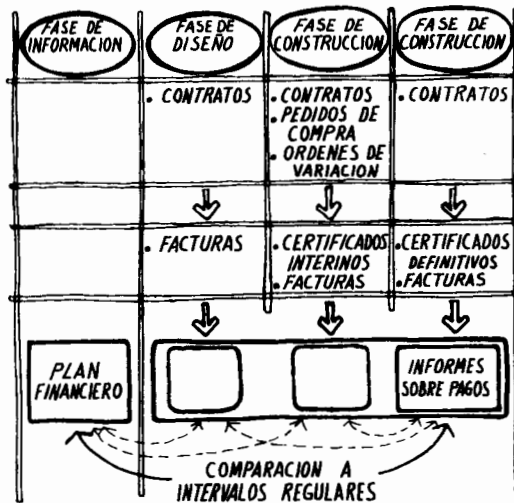 FASE DE
INFORMACION
FASE DE
DISEÑO
FASE DE
CONSTRUCCION
FASE DE
CONSTRUCCION
. CONTRATOS
. CONTRATOS
. PEDIDOS DE
COMPRA
. ORDENES DE
VARIACION
. CONTRATOS
. FACTURAS
. CERTIFICADOS
INTERINOS
. FACTURAS
. CERTIFICADOS
DEFINITIVOS
. FACTURAS
PLAN
FINANCIERO
INFORMES
SOBRE PAGOS
COMPARACION A
INTERVALOS REGULARES